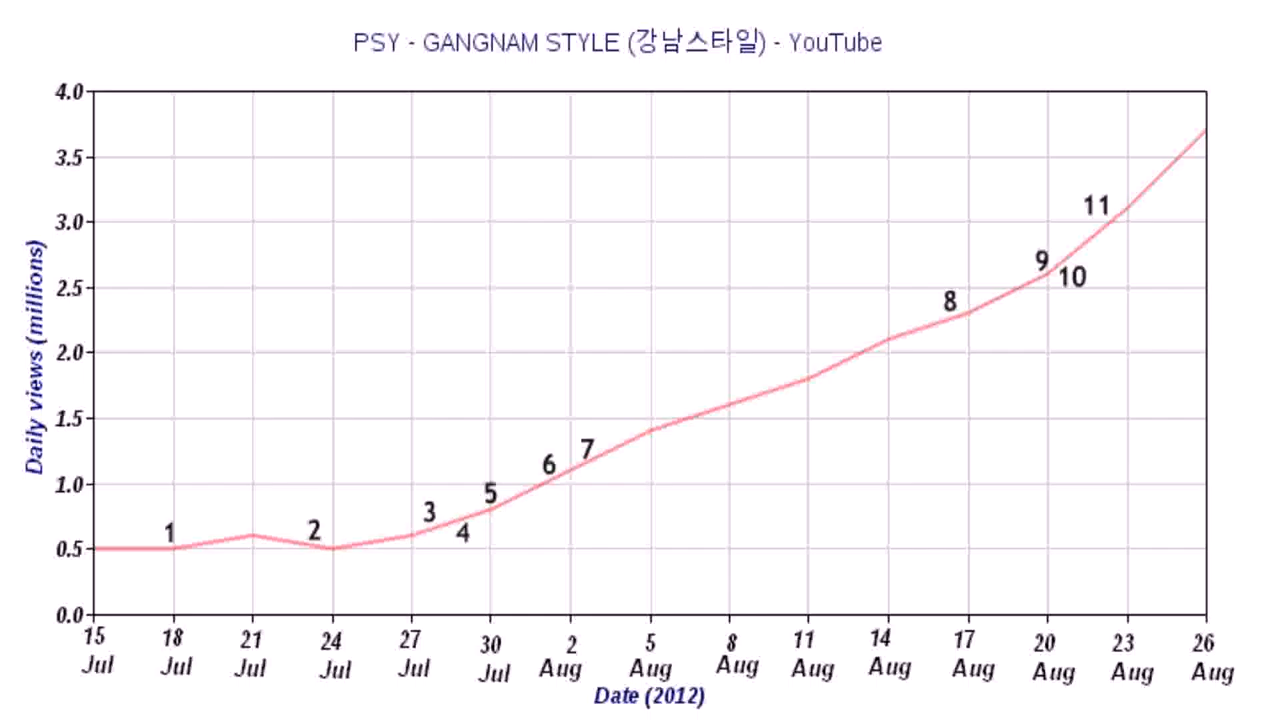 PSY - GANGNAM STYLE (강남스타일) - YouTube
4.0
3.5
3.0
2.5
2.0
1.5
1.0
0.5
0.0
Daily views (millions)
1
2
3
4
5
6
7
8
9
10
11
15 Jul
18 Jul
21 Jul
24 Jul
27 Jul
30 Jul
2 Aug
5 Aug
8 Aug
11 Aug
14 Aug
17 Aug
20 Aug
23 Aug
26 Aug
Date (2012)